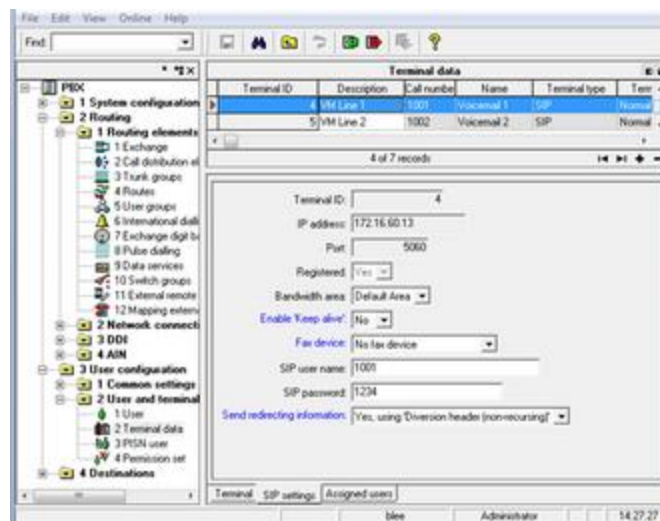 File Edit View Online Help
Find:
Terminal data
PBX
1 System configuration
2 Routing
1 Routing elements
1 Exchange
2 Call distribution el
3 Trunk groups
4 Routes
5 User groups
6 International diall
7 Exchange digit ba
8 Pulse dialling
9 Data services
10 Switch groups
11 External remote
12 Mapping extern
2 Network connecti
3 DDI
4 AIN
3 User configuration
1 Common settings
2 User and terminal
1 User
2 Terminal data
3 PISN user
4 Permission set
4 Destinations
Terminal ID Description Call numbe Name Terminal type Term
4 VM Line 1 1001 Voicemail 1 SIP Normal
5 VM Line 2 1002 Voicemail 2 SIP Normal
4 of 7 records
Terminal ID: 4
IP address: 172.16.60.13
Port: 5060
Registered: Yes
Bandwidth area: Default Area
Enable 'Keep alive': No
Fax device: No fax device
SIP user name: 1001
SIP password: 1234
Send redirecting information: Yes, using 'Diversion header (non-recursing)'
Terminal SIP settings Assigned users
blee Administrator 14:27:27